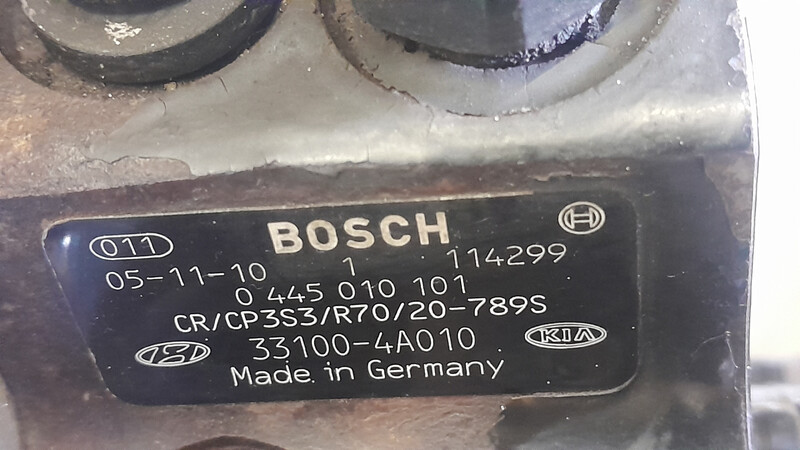 BOSCH
011
05-11-10 1 114299
0 445 010 101
CR/CP3S3/R70/20-789S
33100-4A010 KIA
Made in Germany